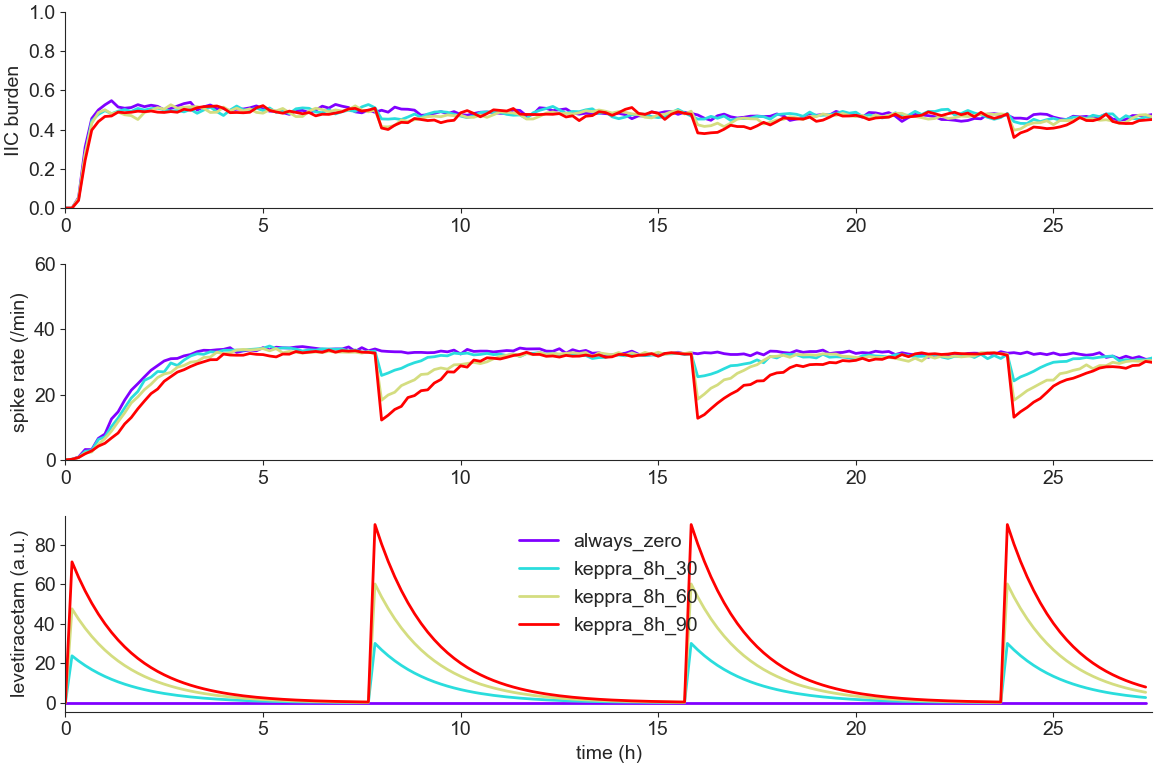 1.0
0.8
0.6
0.4
0.2
0.0
IIC burden
0 5 10 15 20 25
60
40
20
0
spike rate (/min)
0 5 10 15 20 25
80
60
40
20
0
levetiracetam (a.u.)
always_zero
keppra_8h_30
keppra_8h_60
keppra_8h_90
0 5 10 15 20 25
time (h)